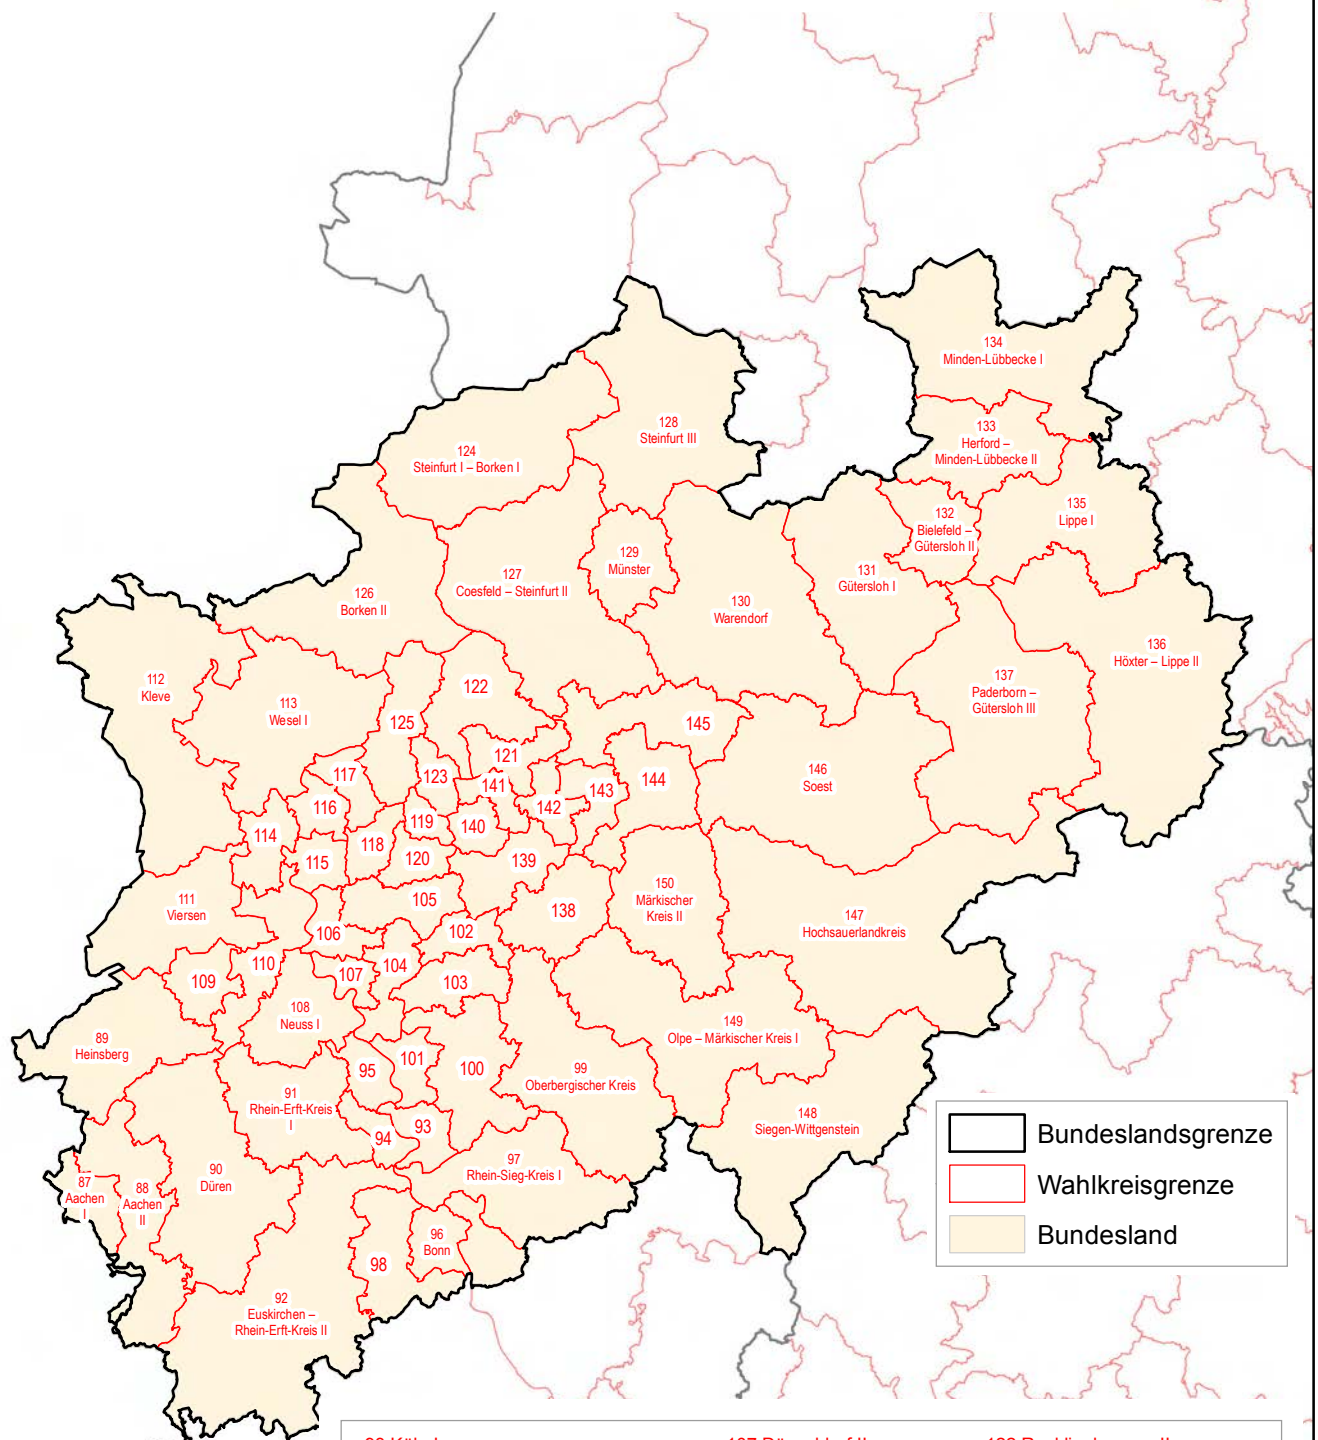 134
Minden-Lübbecke I
128
Steinfurt III
133
Herford –
Minden-Lübbecke II
124
Steinfurt I – Borken I
135
Lippe I
132
Bielefeld –
Gütersloh II
129
Münster
131
Gütersloh I
127
Coesfeld – Steinfurt II
126
Borken II
130
Warendorf
136
Höxter – Lippe II
112
Kleve
122
137
Paderborn –
Gütersloh III
113
Wesel I
125
145
121
117
123
141
144
146
Soest
143
116
142
119
140
114
118
115
120
139
150
Märkischer
Kreis II
111
Viersen
105
138
147
Hochsauerlandkreis
106
102
110
104
109
107
103
108
Neuss I
149
Olpe – Märkischer Kreis I
89
Heinsberg
101
95
100
99
Oberbergischer Kreis
91
Rhein-Erft-Kreis
I
148
Siegen-Wittgenstein
93
94
97
Rhein-Sieg-Kreis I
90
Düren
87
Aachen
I
88
Aachen
II
96
Bonn
98
92
Euskirchen –
Rhein-Erft-Kreis II
Bundeslandsgrenze
Wahlkreisgrenze
Bundesland